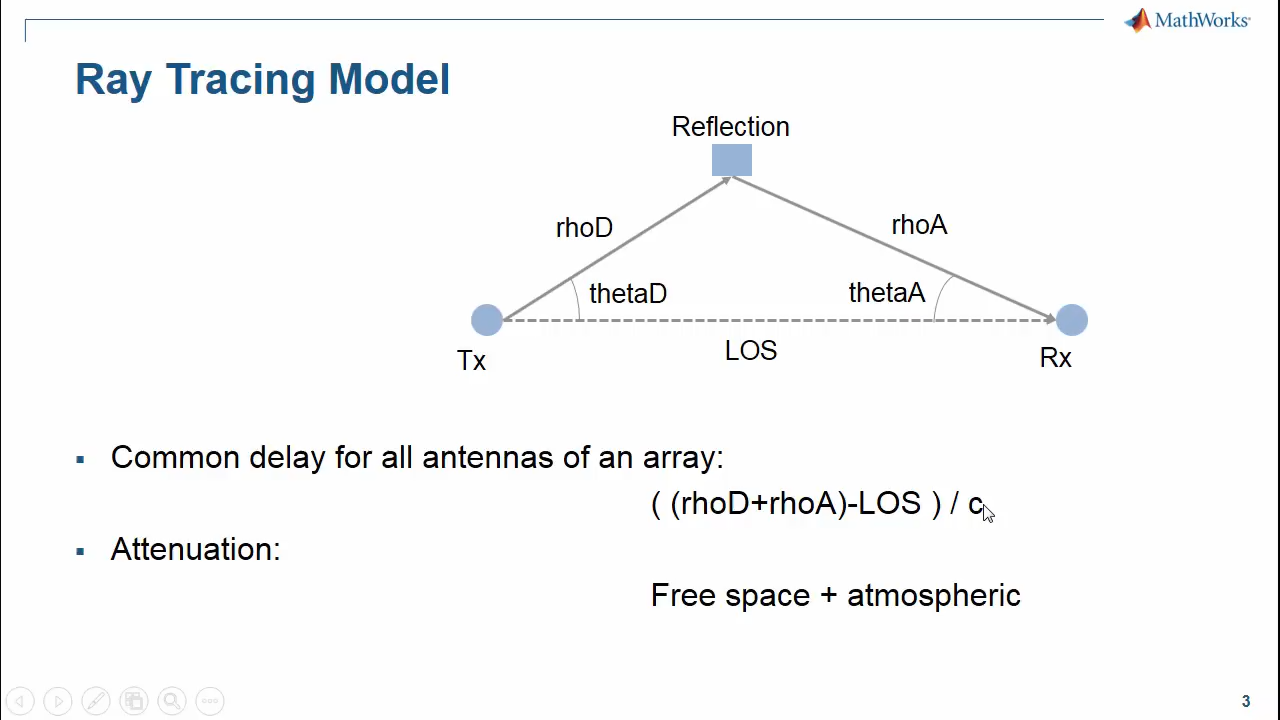 MathWorks®
Ray Tracing Model
Reflection
rhoD
rhoA
thetaD
thetaA
LOS
Tx
Rx
▪ Common delay for all antennas of an array:
( (rhoD+rhoA)-LOS ) / c
▪ Attenuation:
Free space + atmospheric
3